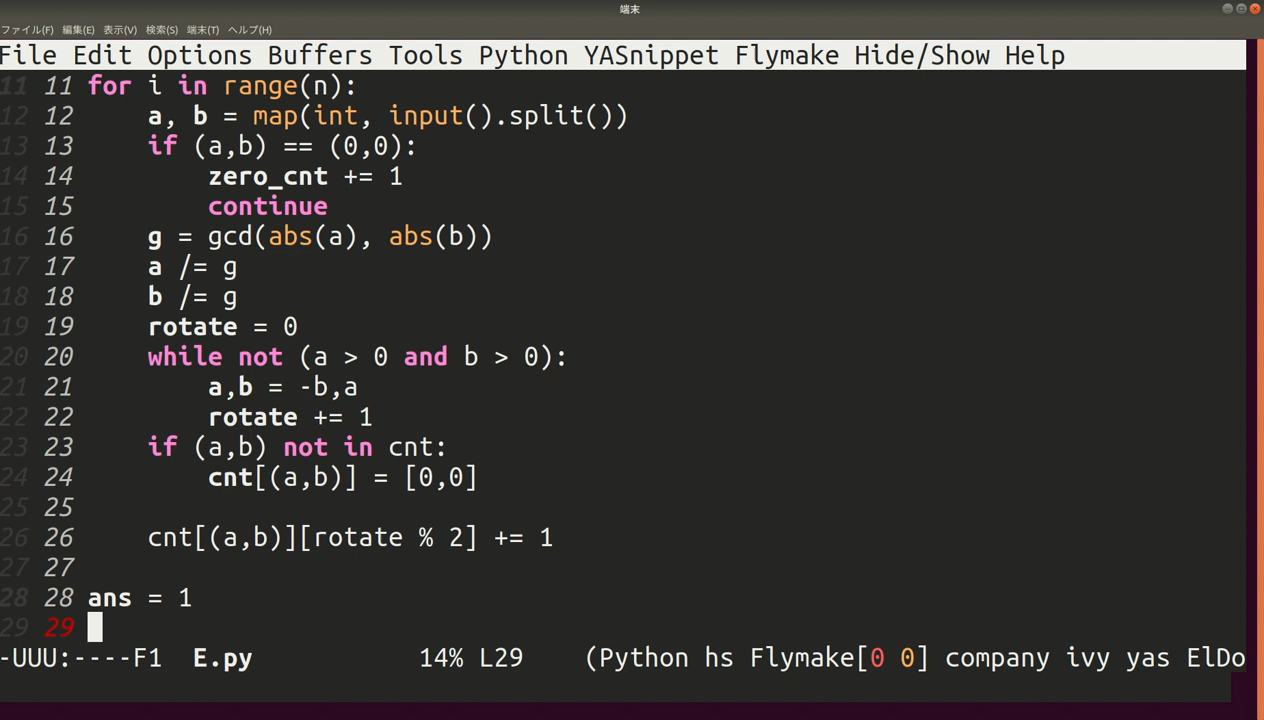 端末
ファイル(F) 編集(E) 表示(V) 検索(S) 端末(T) ヘルプ(H)
File Edit Options Buffers Tools Python YASnippet Flymake Hide/Show Help
11 11 for i in range(n):
12 12     a, b = map(int, input().split())
13 13     if (a,b) == (0,0):
14 14         zero_cnt += 1
15 15         continue
16 16     g = gcd(abs(a), abs(b))
17 17     a /= g
18 18     b /= g
19 19     rotate = 0
20 20     while not (a > 0 and b > 0):
21 21         a,b = -b,a
22 22         rotate += 1
23 23     if (a,b) not in cnt:
24 24         cnt[(a,b)] = [0,0]
25 25
26 26     cnt[(a,b)][rotate % 2] += 1
27 27
28 28 ans = 1
29 29
-UUU:----F1  E.py           14% L29    (Python hs Flymake[0 0] company ivy yas ElDo